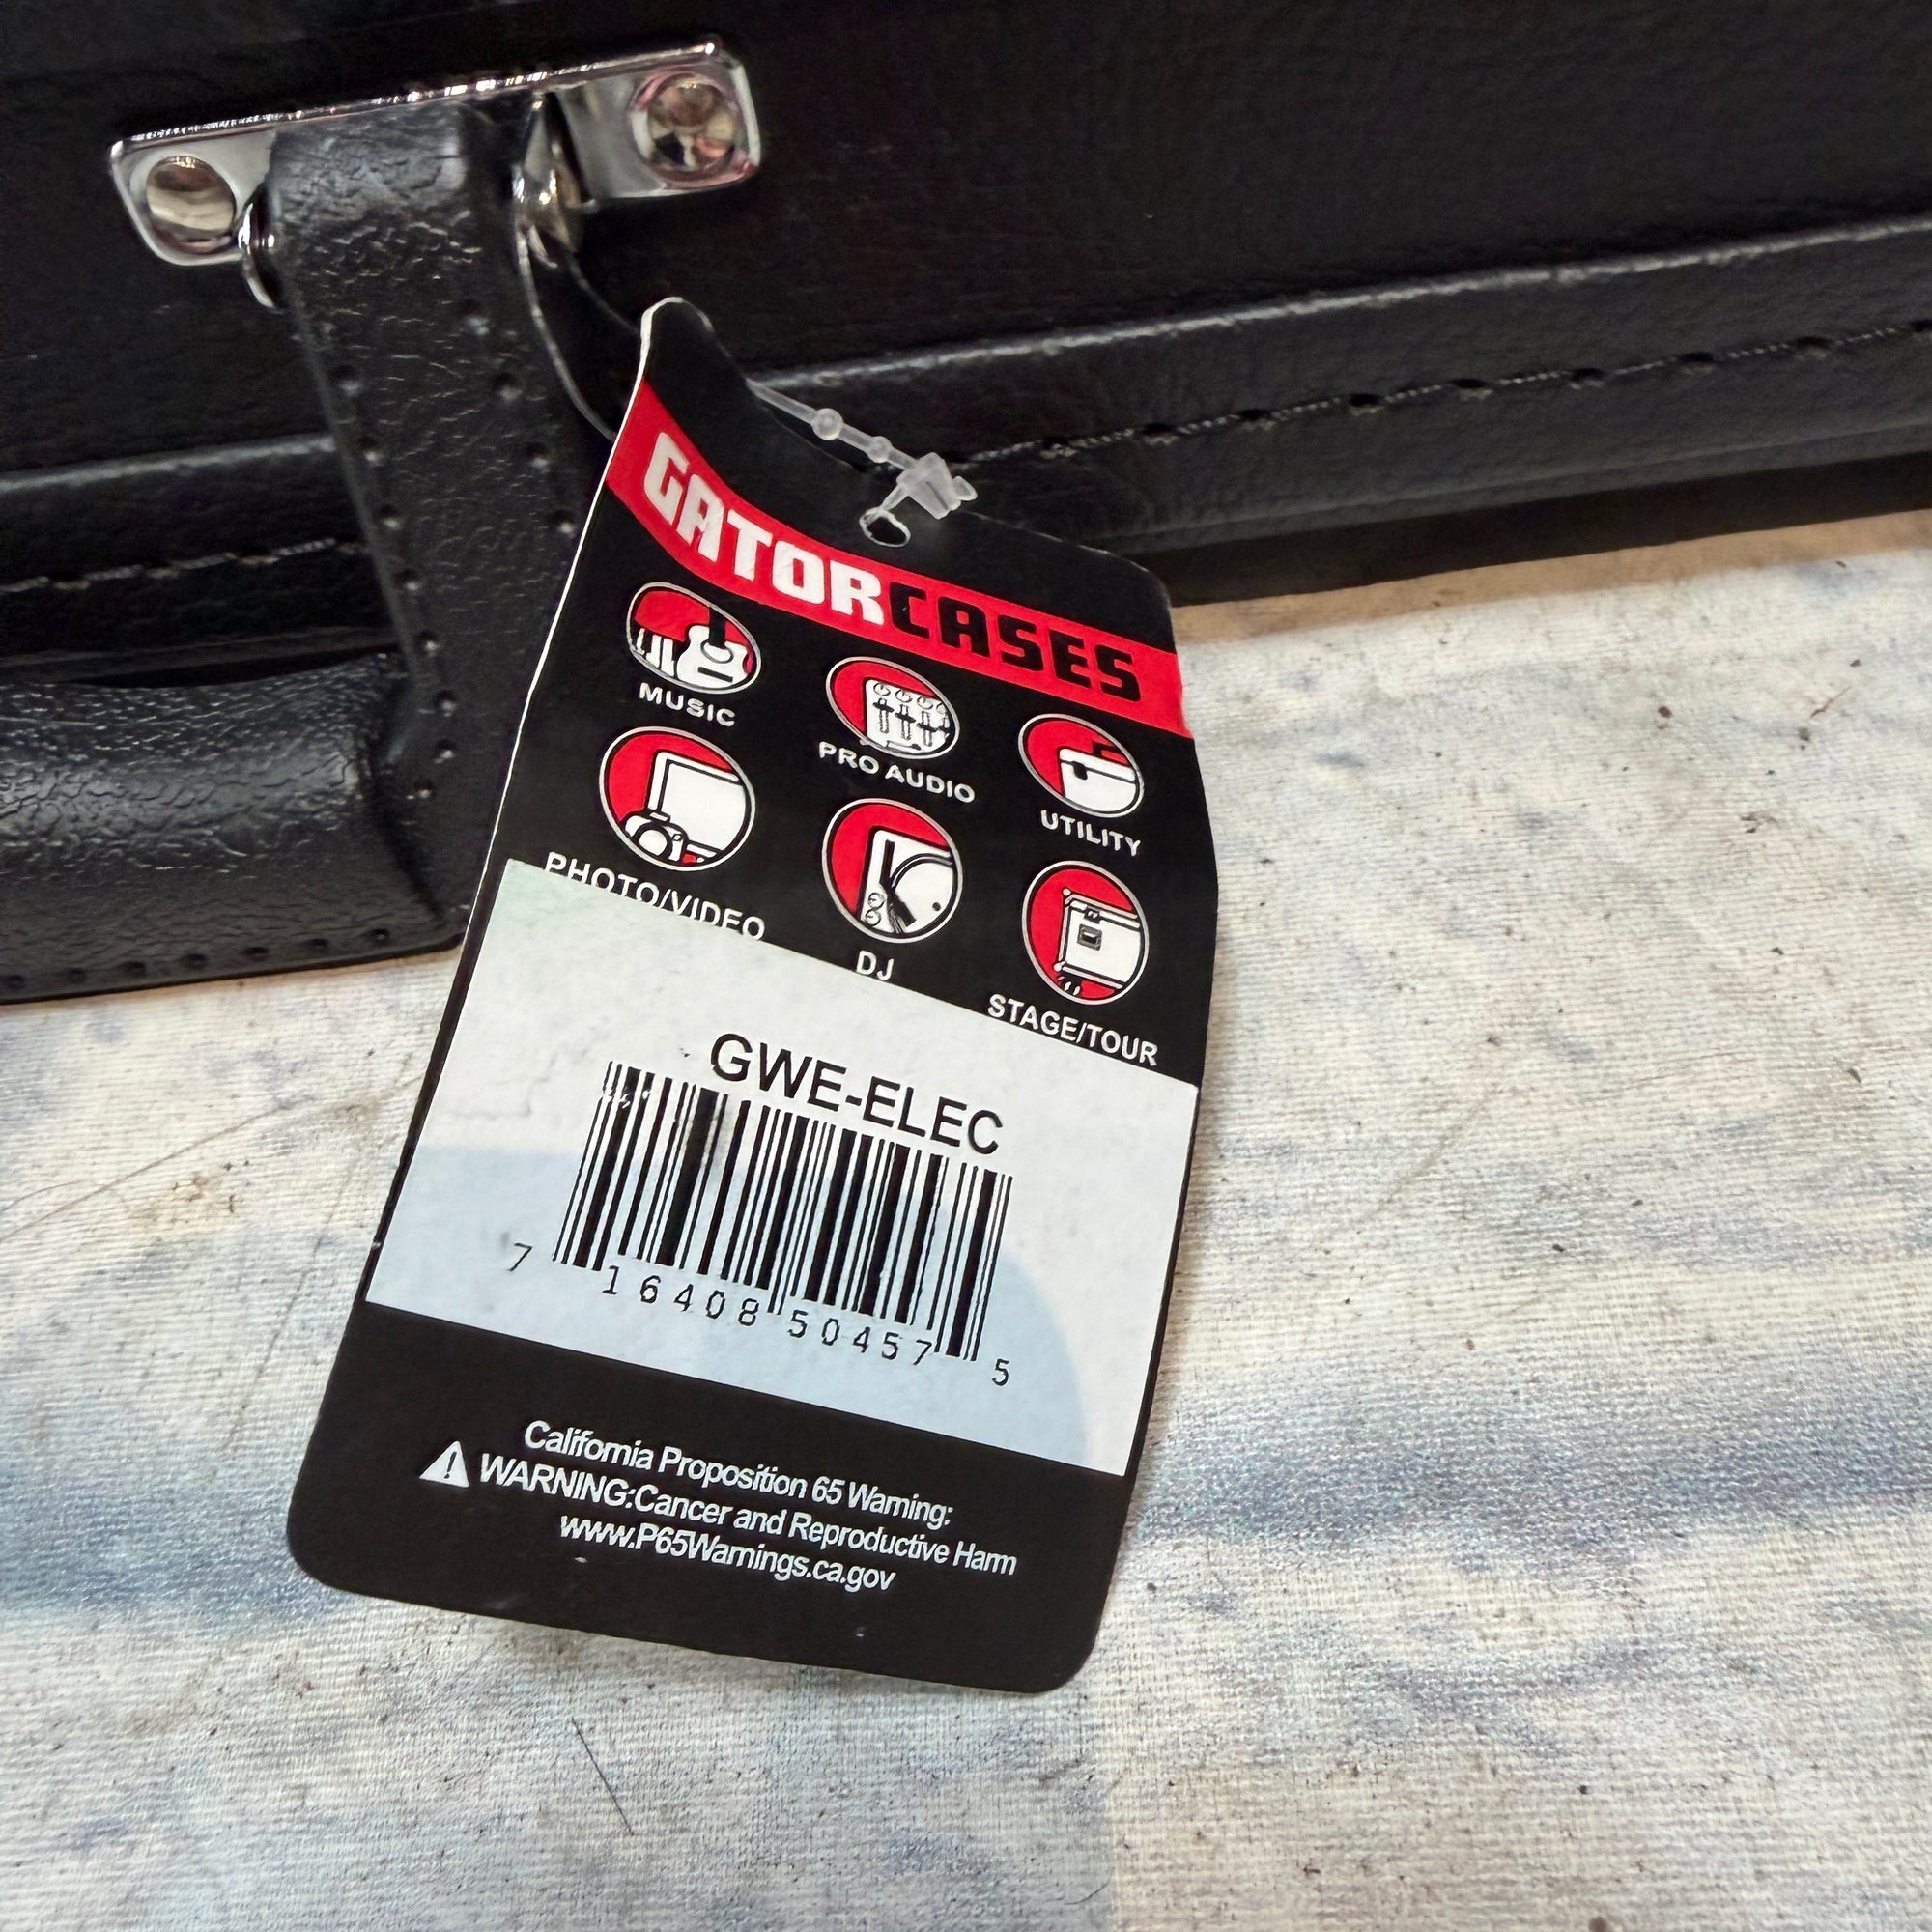 GATORCASES
MUSIC
PRO AUDIO
UTILITY
PHOTO/VIDEO
DJ
STAGE/TOUR
GWE-ELEC
7 16408 50457 5
California Proposition 65 Warning:
WARNING:Cancer and Reproductive Harm
www.P65Warnings.ca.gov